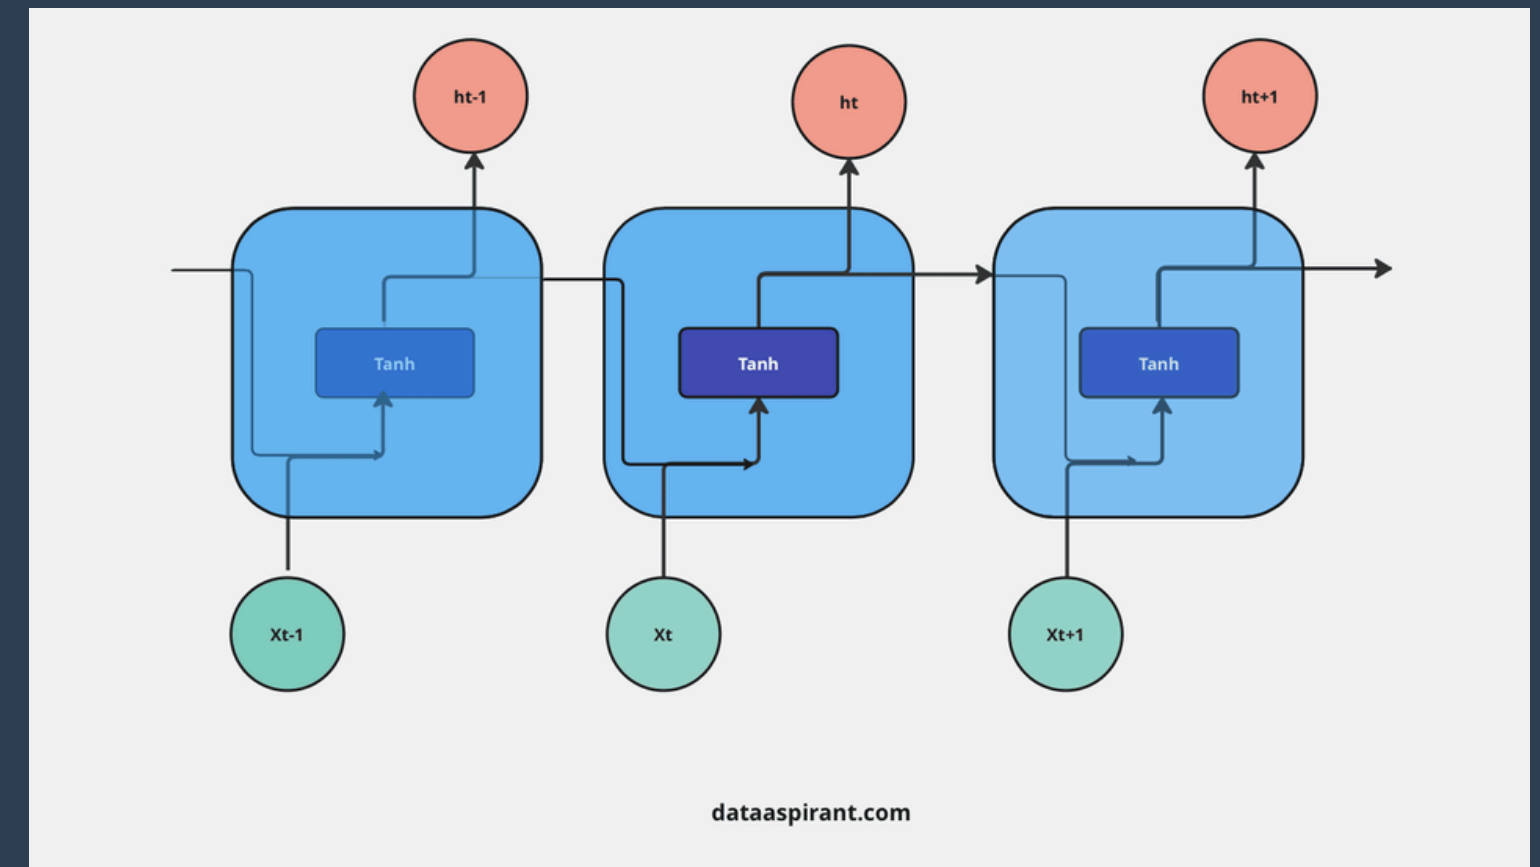 ht-1
ht
ht+1
Tanh
Tanh
Tanh
Xt-1
Xt
Xt+1
dataaspirant.com